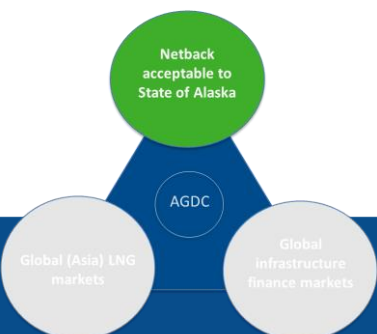 Netback
acceptable to
State of Alaska
AGDC
Global (Asia) LNG
markets
Global
infrastructure
finance markets